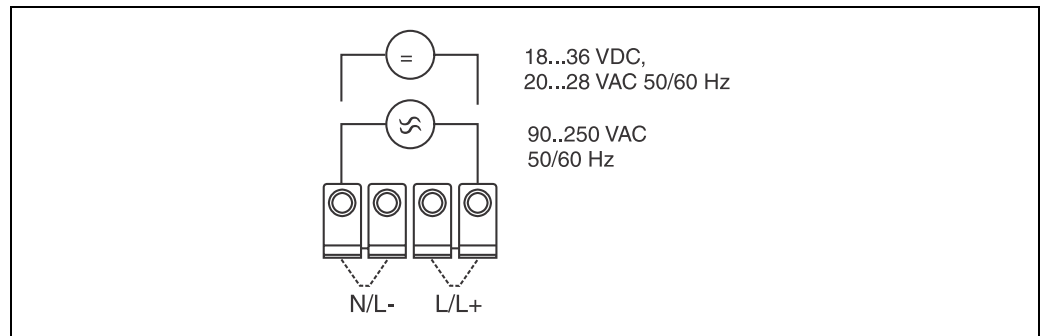 18...36 VDC,
20...28 VAC 50/60 Hz
90..250 VAC
50/60 Hz
N/L- L/L+